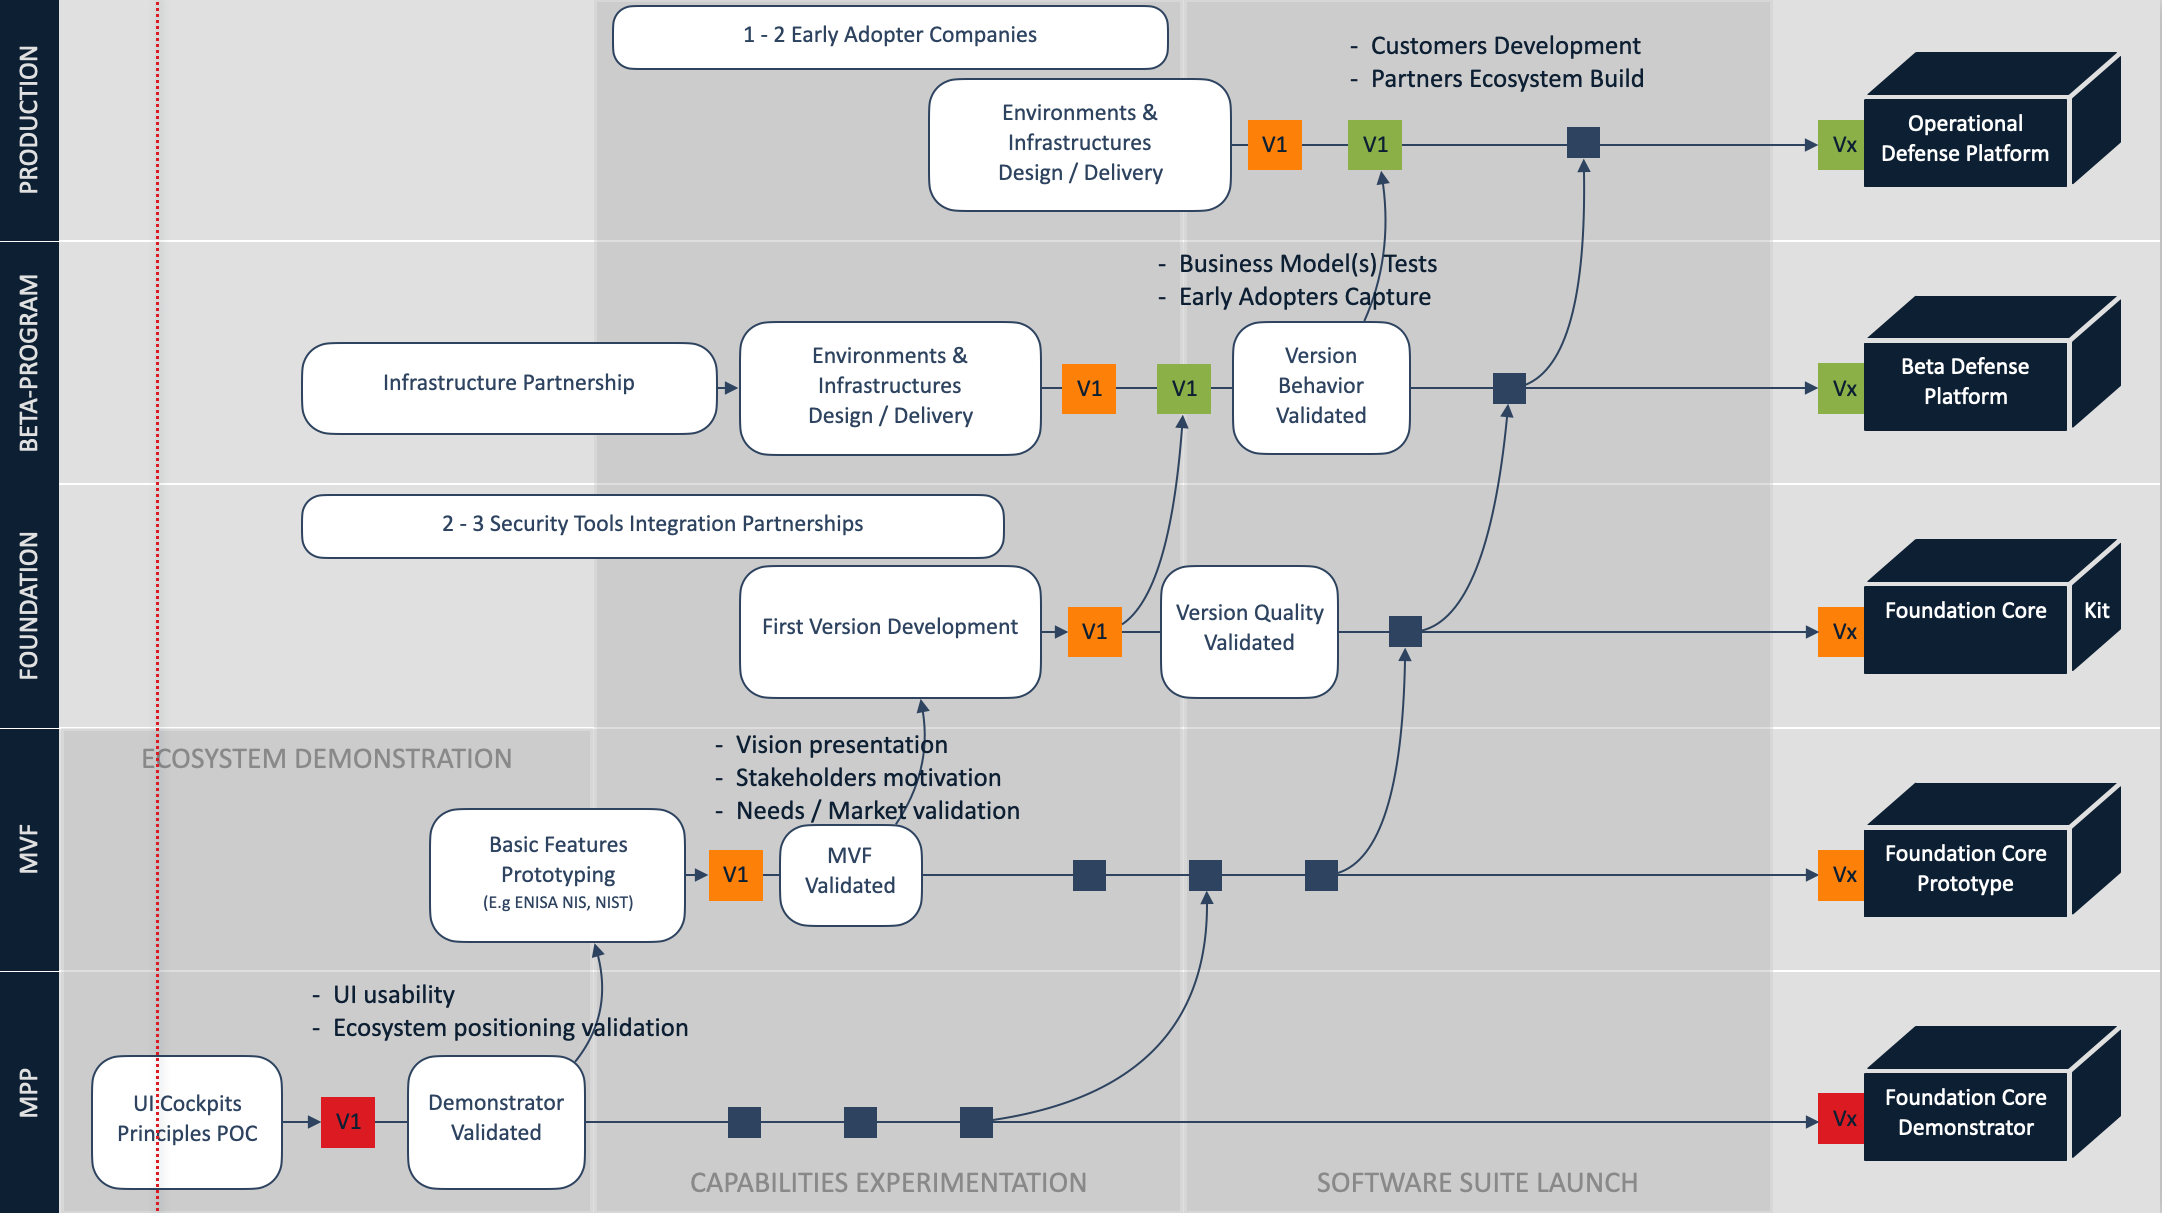 PRODUCTION
1 - 2 Early Adopter Companies
- Customers Development
- Partners Ecosystem Build
Environments &
Infrastructures
Design / Delivery
V1
V1
Vx
Operational
Defense Platform
BETA-PROGRAM
- Business Model(s) Tests
- Early Adopters Capture
Infrastructure Partnership
Environments &
Infrastructures
Design / Delivery
V1
V1
Version
Behavior
Validated
Vx
Beta Defense
Platform
FOUNDATION
2 - 3 Security Tools Integration Partnerships
First Version Development
V1
Version Quality
Validated
Vx
Foundation Core
Kit
MVF
ECOSYSTEM DEMONSTRATION
- Vision presentation
- Stakeholders motivation
- Needs / Market validation
Basic Features
Prototyping
(E.g ENISA NIS, NIST)
V1
MVF
Validated
Vx
Foundation Core
Prototype
MPP
- UI usability
- Ecosystem positioning validation
UI Cockpits
Principles POC
V1
Demonstrator
Validated
Vx
Foundation Core
Demonstrator
CAPABILITIES EXPERIMENTATION
SOFTWARE SUITE LAUNCH